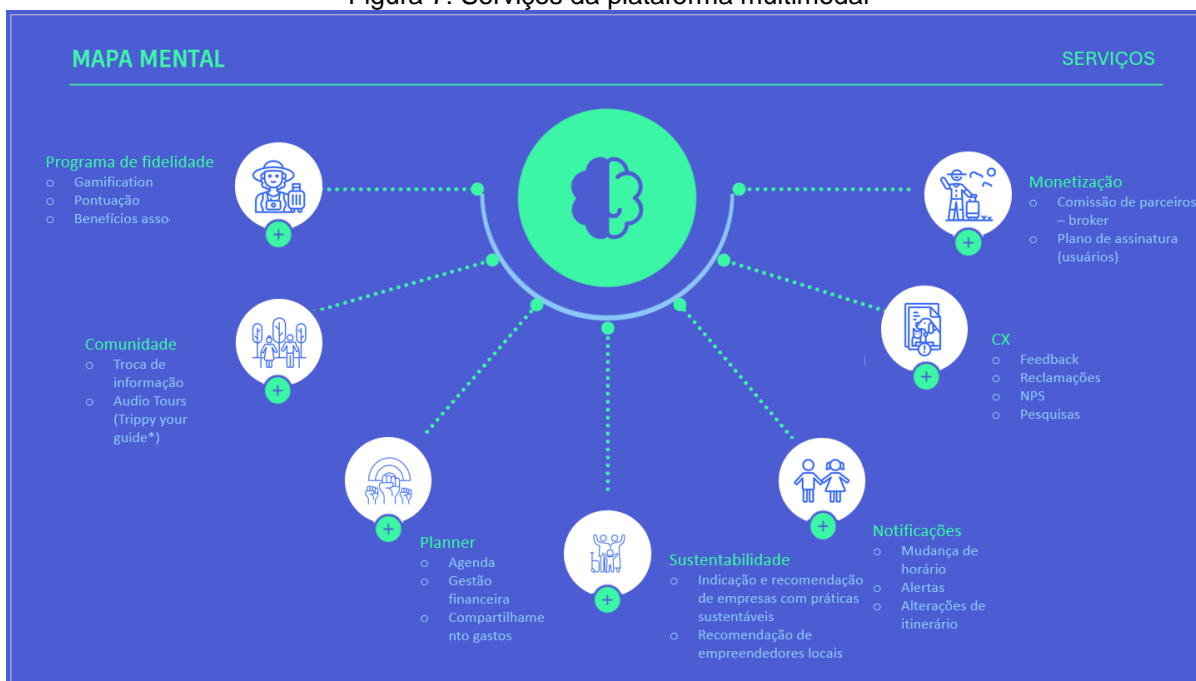 Figura 7: Serviços da plataforma multimodal
MAPA MENTAL
SERVIÇOS
Programa de fidelidade
o Gamification
o Pontuação
o Benefícios asso
Comunidade
o Troca de
informação
o Audio Tours
(Trippy your
guide*)
Planner
o Agenda
o Gestão
financeira
o Compartilhame
nto gastos
Sustentabilidade
o Indicação e recomendação
de empresas com práticas
sustentáveis
o Recomendação de
empreendedores locais
Notificações
o Mudança de
horário
o Alertas
o Alterações de
itinerário
CX
o Feedback
o Reclamações
o NPS
o Pesquisas
Monetização
o Comissão de parceiros
– broker
o Plano de assinatura
(usuários)